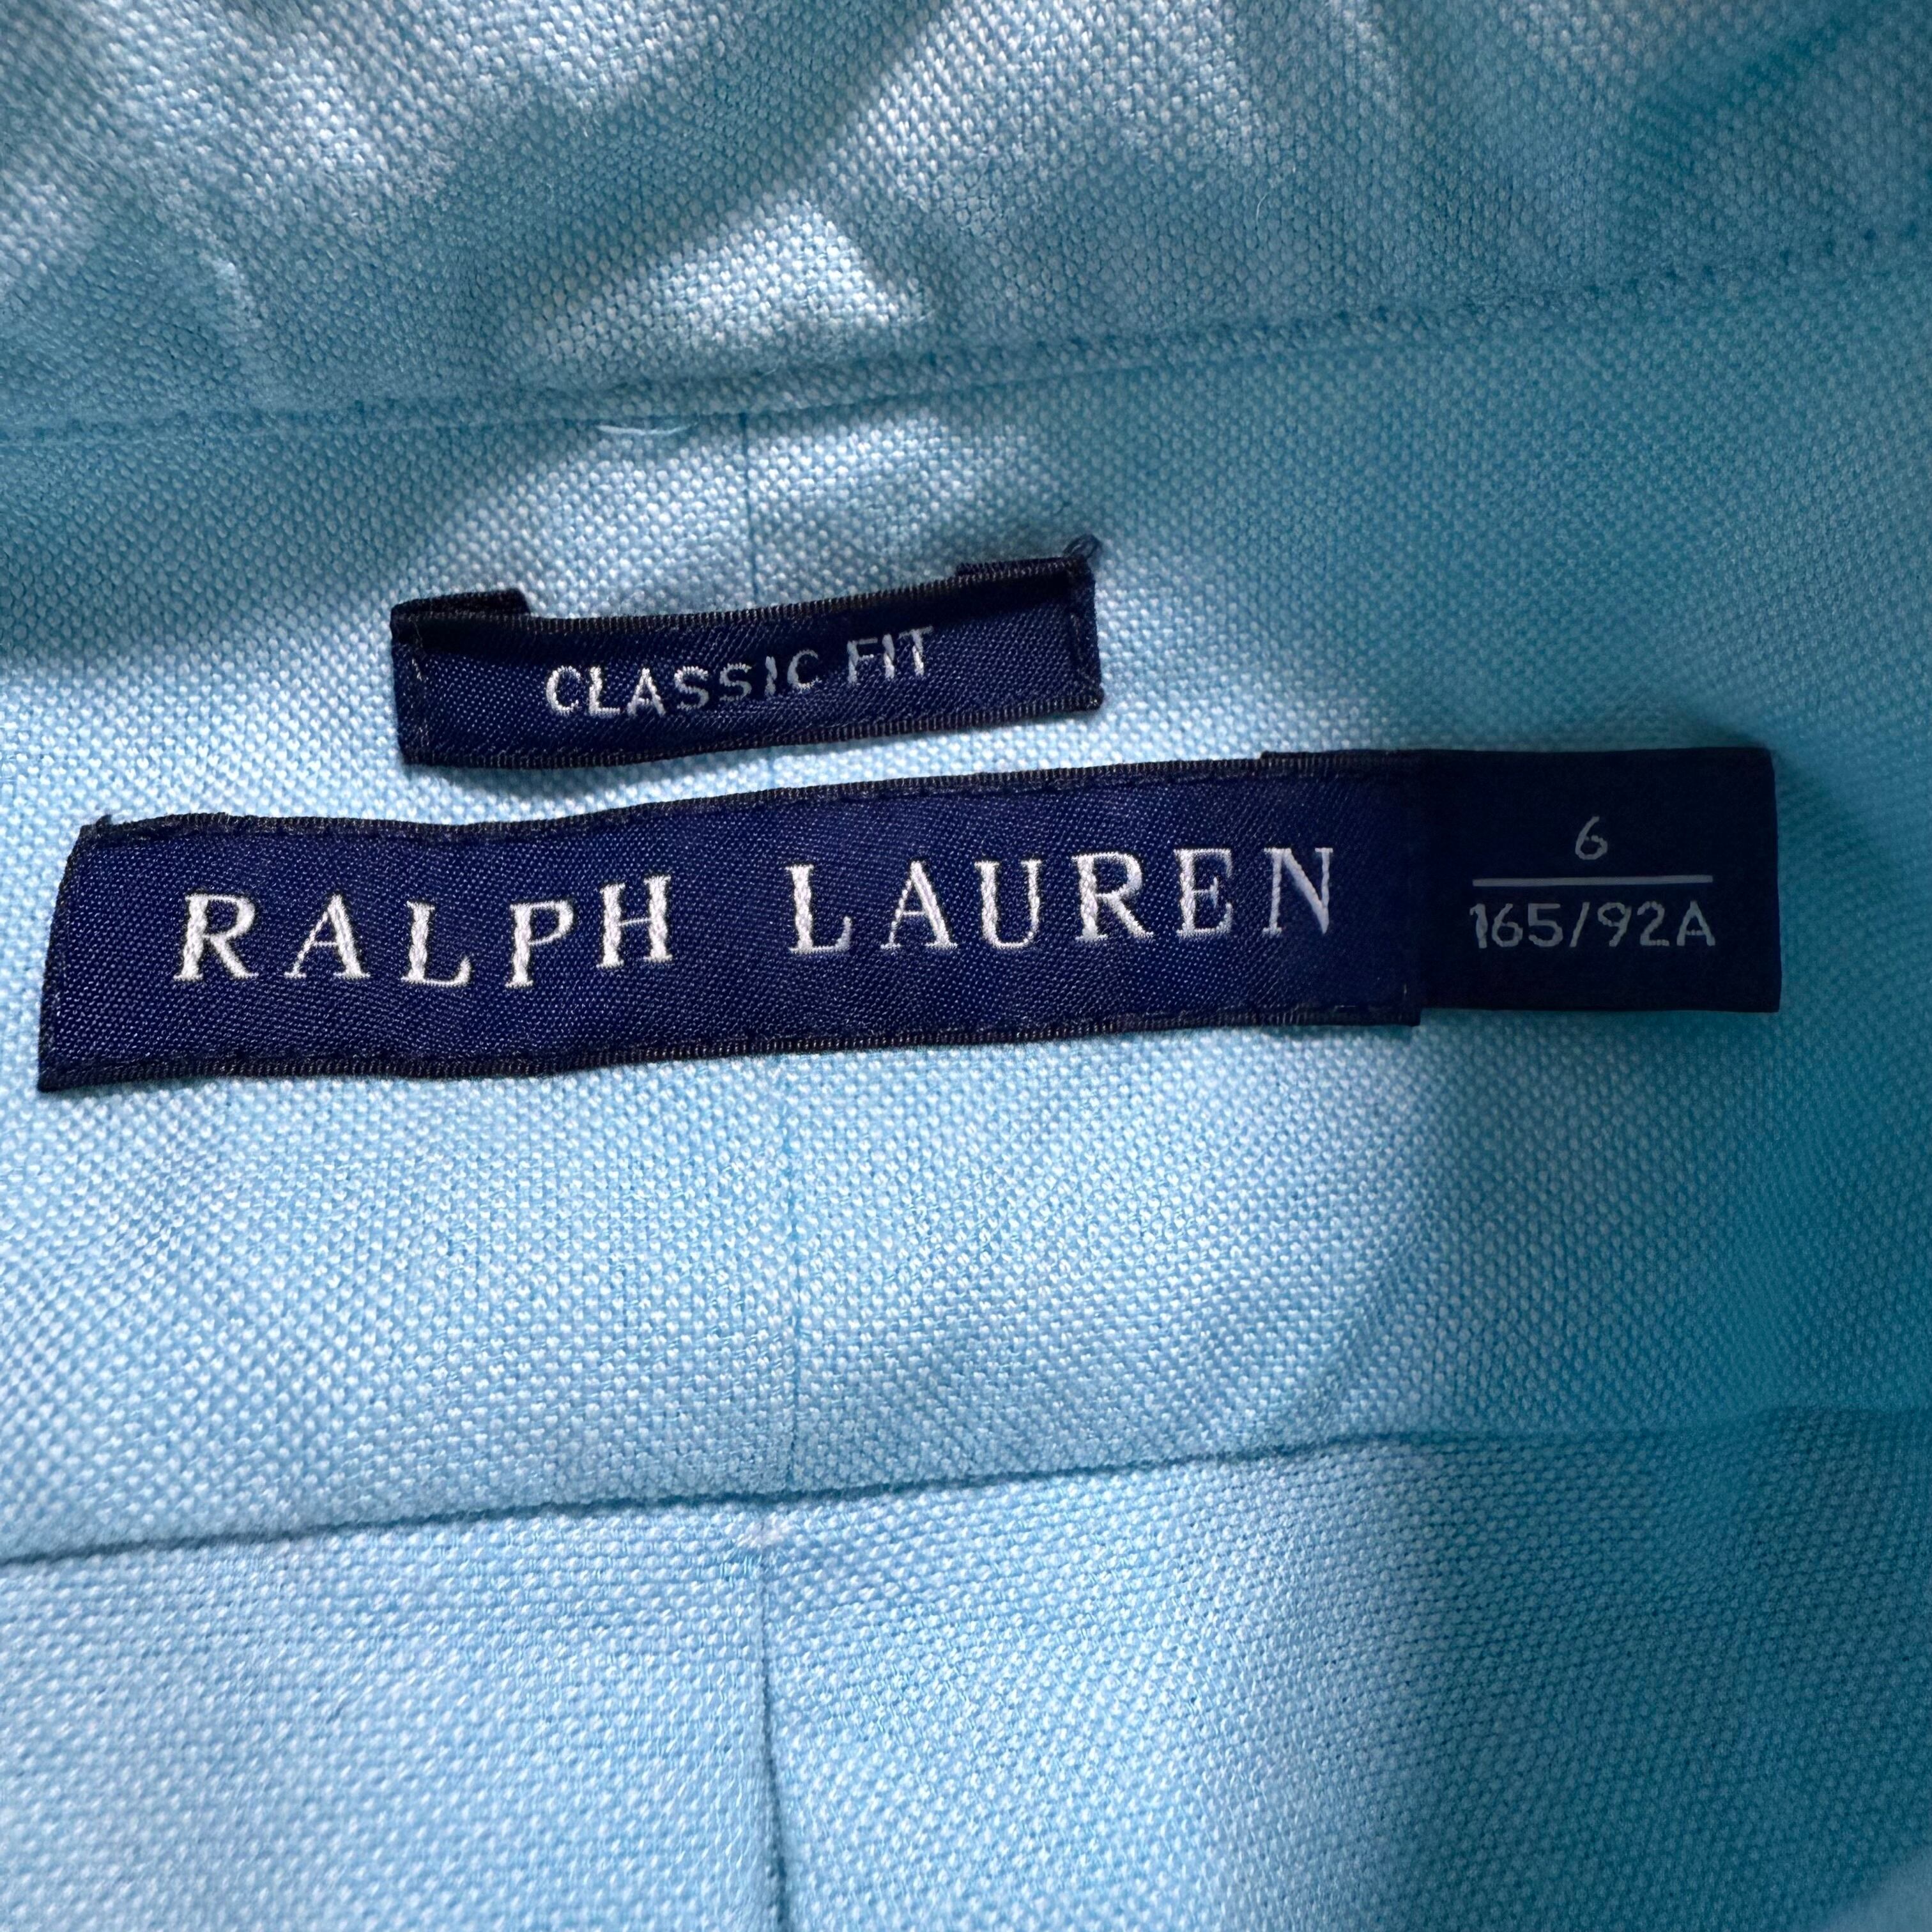 CLASSIC FIT
RALPH LAUREN
6
165/92A